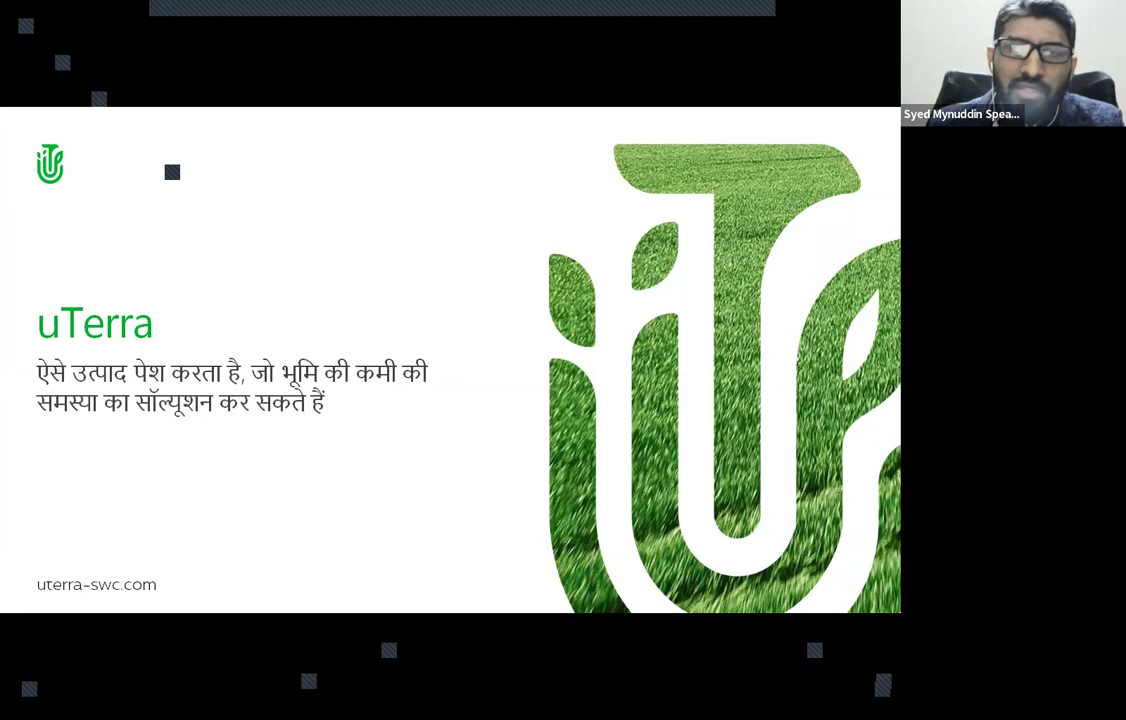 Syed Mynuddin Spea...
uTerra
ऐसे उत्पाद पेश करता है, जो भूमि की कमी की
समस्या का सॉल्यूशन कर सकते हैं
uterra-swc.com